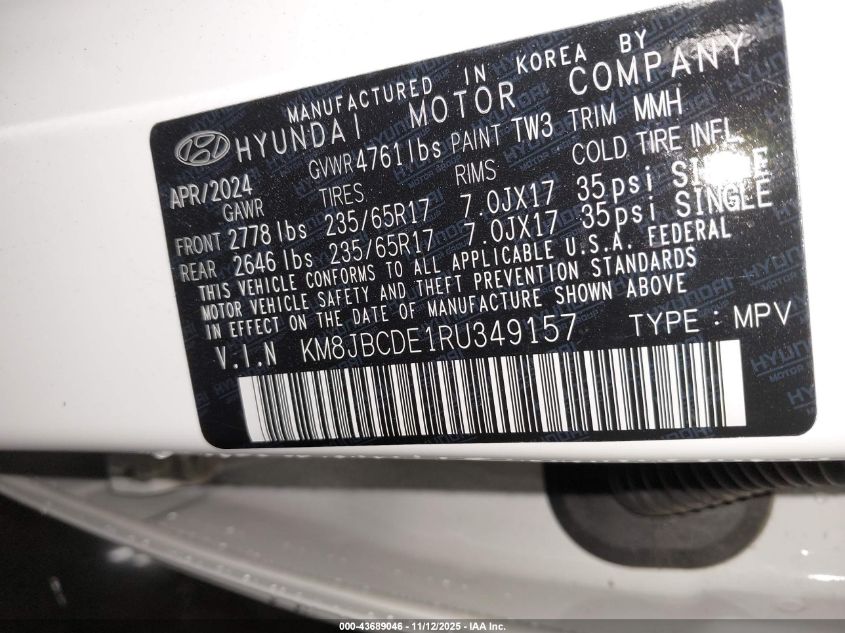 MANUFACTURED IN KOREA BY
HYUNDAI MOTOR COMPANY
APR/2024 GVWR 4761 lbs PAINT TW3 TRIM MMH
GAWR TIRES RIMS COLD TIRE INFL
FRONT 2778 lbs 235/65R17 7.0JX17 35psi SINGLE
REAR 2646 lbs 235/65R17 7.0JX17 35psi SINGLE
THIS VEHICLE CONFORMS TO ALL APPLICABLE U.S.A. FEDERAL
MOTOR VEHICLE SAFETY AND THEFT PREVENTION STANDARDS
IN EFFECT ON THE DATE OF MANUFACTURE SHOWN ABOVE
V.I.N KM8JBCDE1RU349157 TYPE : MPV
000-43689046 - 11/12/2025 - © IAA Holdings, LLC